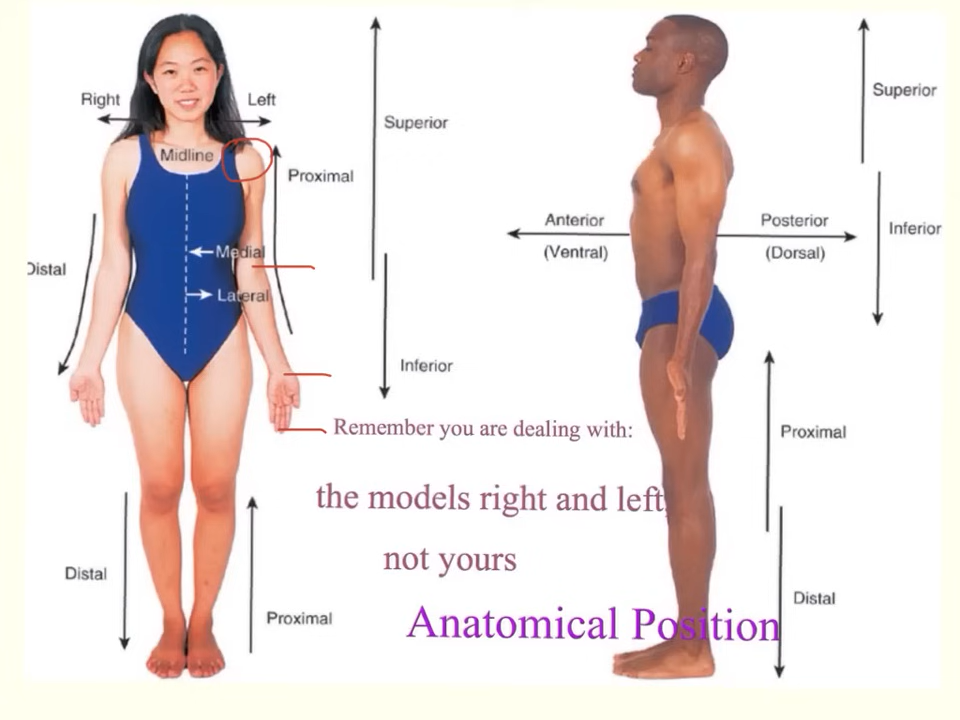 Right
Left
Midline
Proximal
Medial
Lateral
Distal
Superior
Inferior
Distal
Proximal
Anterior
(Ventral)
Posterior
(Dorsal)
Superior
Inferior
Proximal
Distal
Remember you are dealing with:
the models right and left,
not yours
Anatomical Position